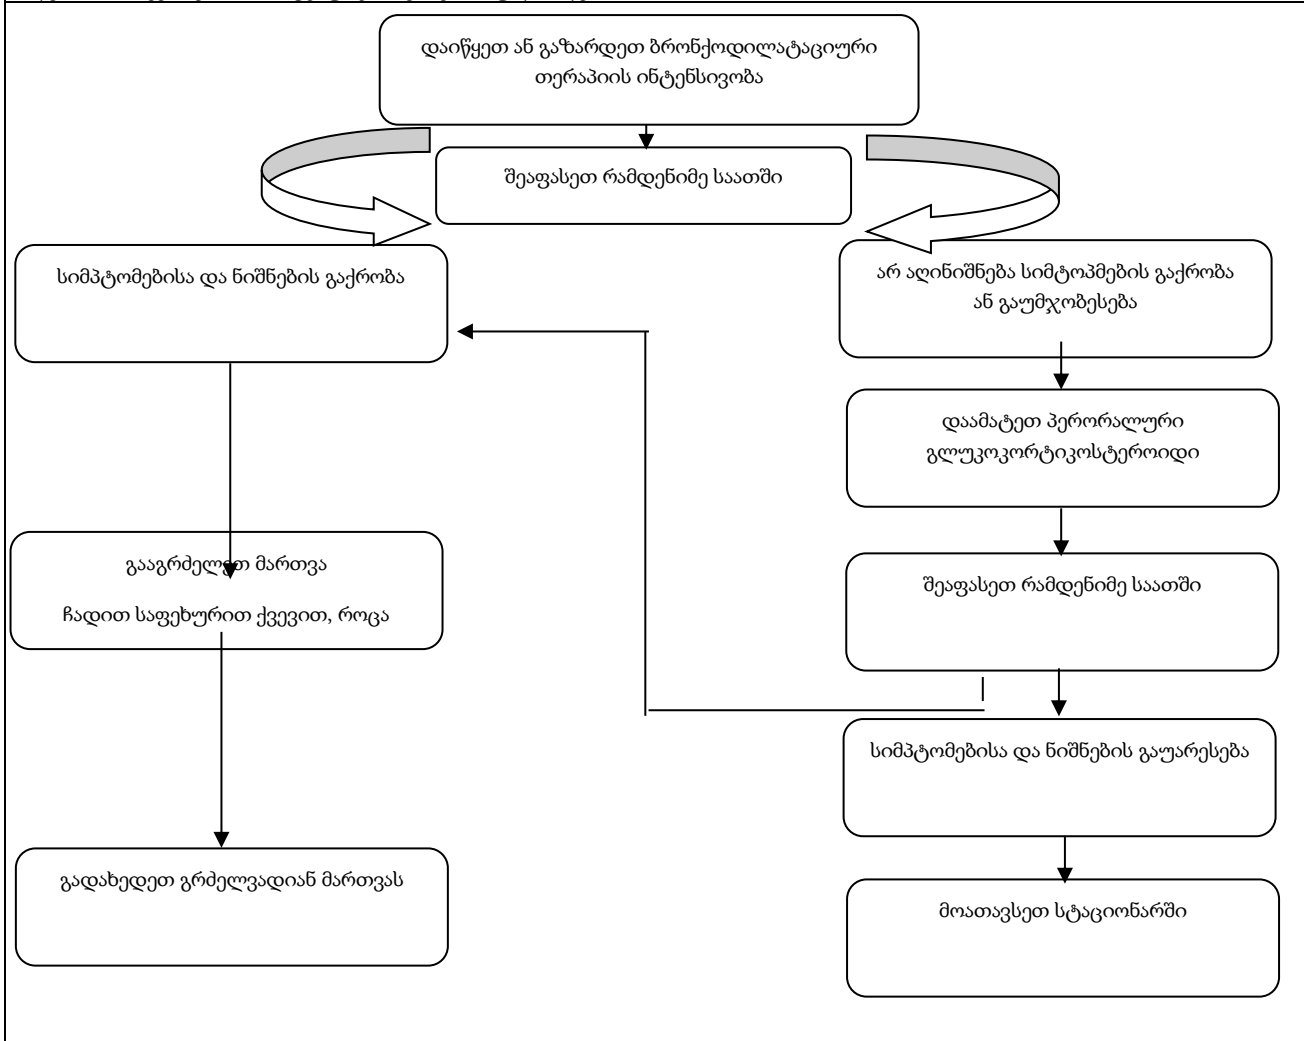 დაიწყეთ ან გაზარდეთ ბრონქოდილატაციური
თერაპიის ინტენსივობა
შეაფასეთ რამდენიმე საათში
სიმპტომებისა და ნიშნების გაქრობა
არ აღინიშნება სიმტოპმების გაქრობა
ან გაუმჯობესება
დაამატეთ პერორალური
გლუკოკორტიკოსტეროიდი
გააგრძელეთ მართვა
ჩადით საფეხურით ქვევით, როცა
შეაფასეთ რამდენიმე საათში
სიმპტომებისა და ნიშნების გაუარესება
გადახედეთ გრძელვადიან მართვას
მოათავსეთ სტაციონარში